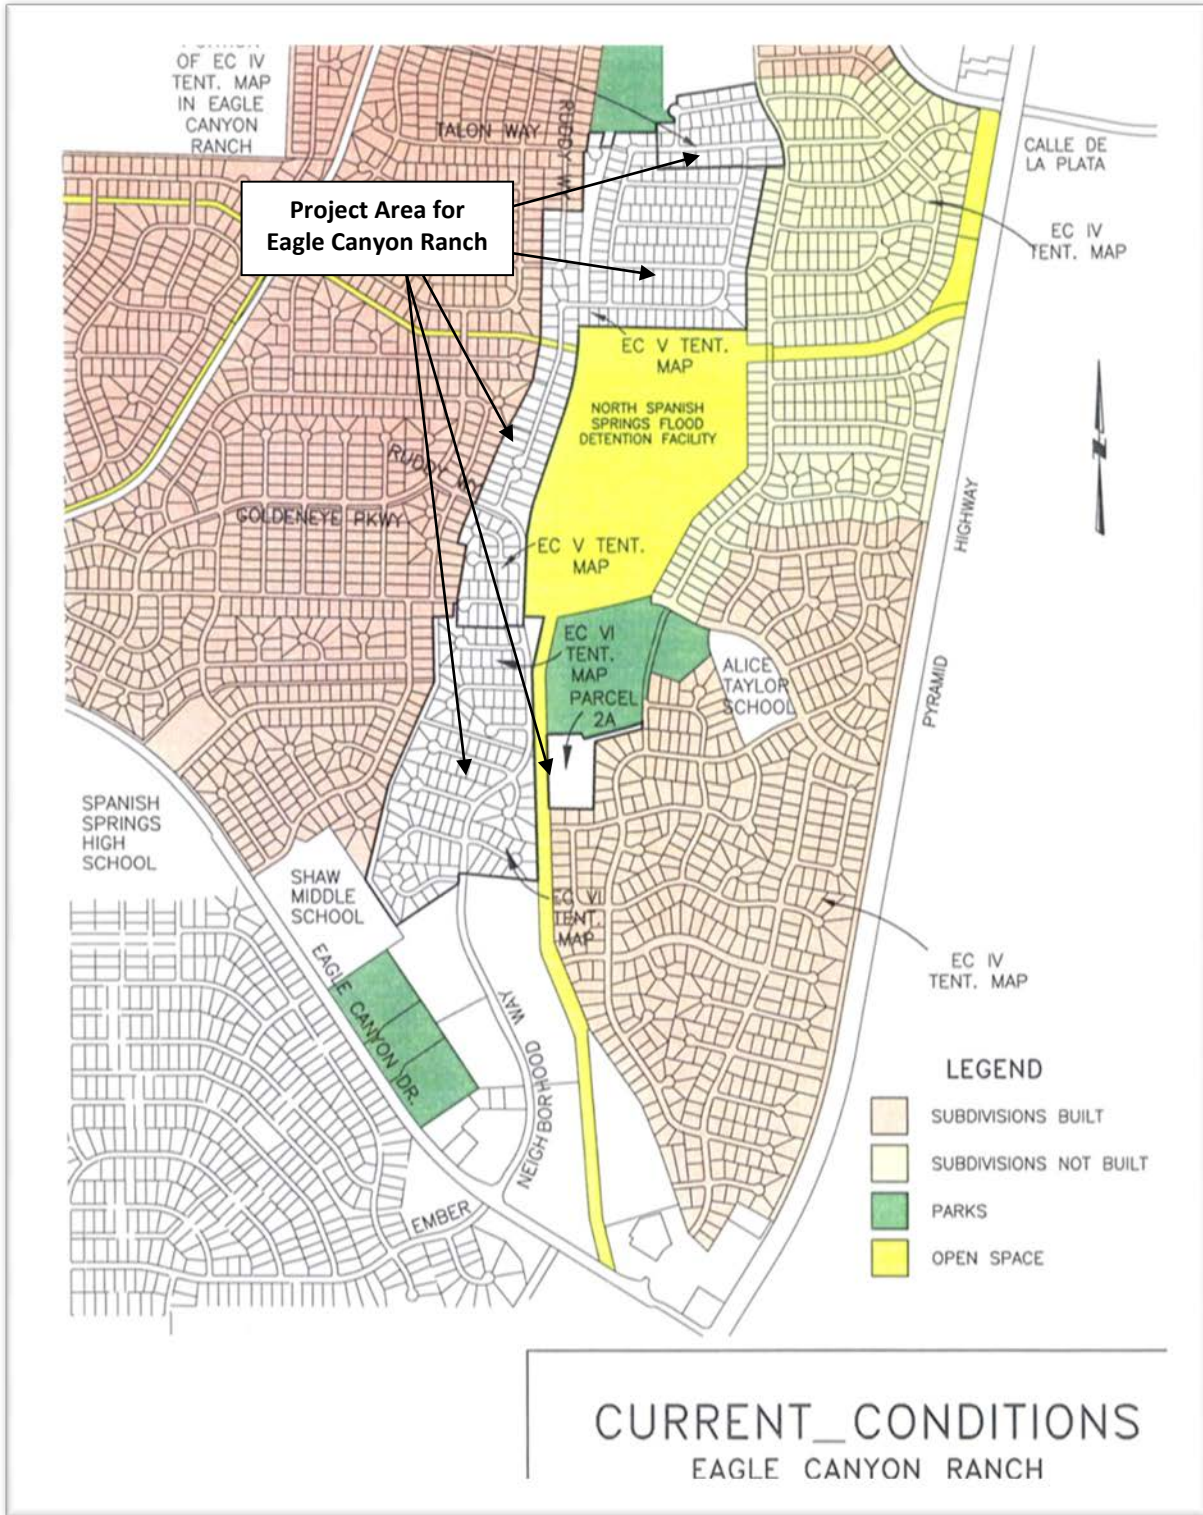 OF EC IV
TENT. MAP
IN EAGLE
CANYON
RANCH
TALON WAY
RUDDY WY
CALLE DE
LA PLATA
Project Area for
Eagle Canyon Ranch
EC IV
TENT. MAP
EC V TENT.
MAP
NORTH SPANISH
SPRINGS FLOOD
DETENTION FACILITY
RUDDY WY
GOLDENEYE PKWY
HIGHWAY
EC V TENT.
MAP
EC VI
TENT.
MAP
PARCEL
2A
ALICE
TAYLOR
SCHOOL
PYRAMID
SPANISH
SPRINGS
HIGH
SCHOOL
SHAW
MIDDLE
SCHOOL
EC VI
TENT.
MAP
EC IV
TENT. MAP
EAGLE CANYON DR.
NEIGHBORHOOD WAY
EMBER
LEGEND
SUBDIVISIONS BUILT
SUBDIVISIONS NOT BUILT
PARKS
OPEN SPACE
CURRENT_CONDITIONS
EAGLE CANYON RANCH